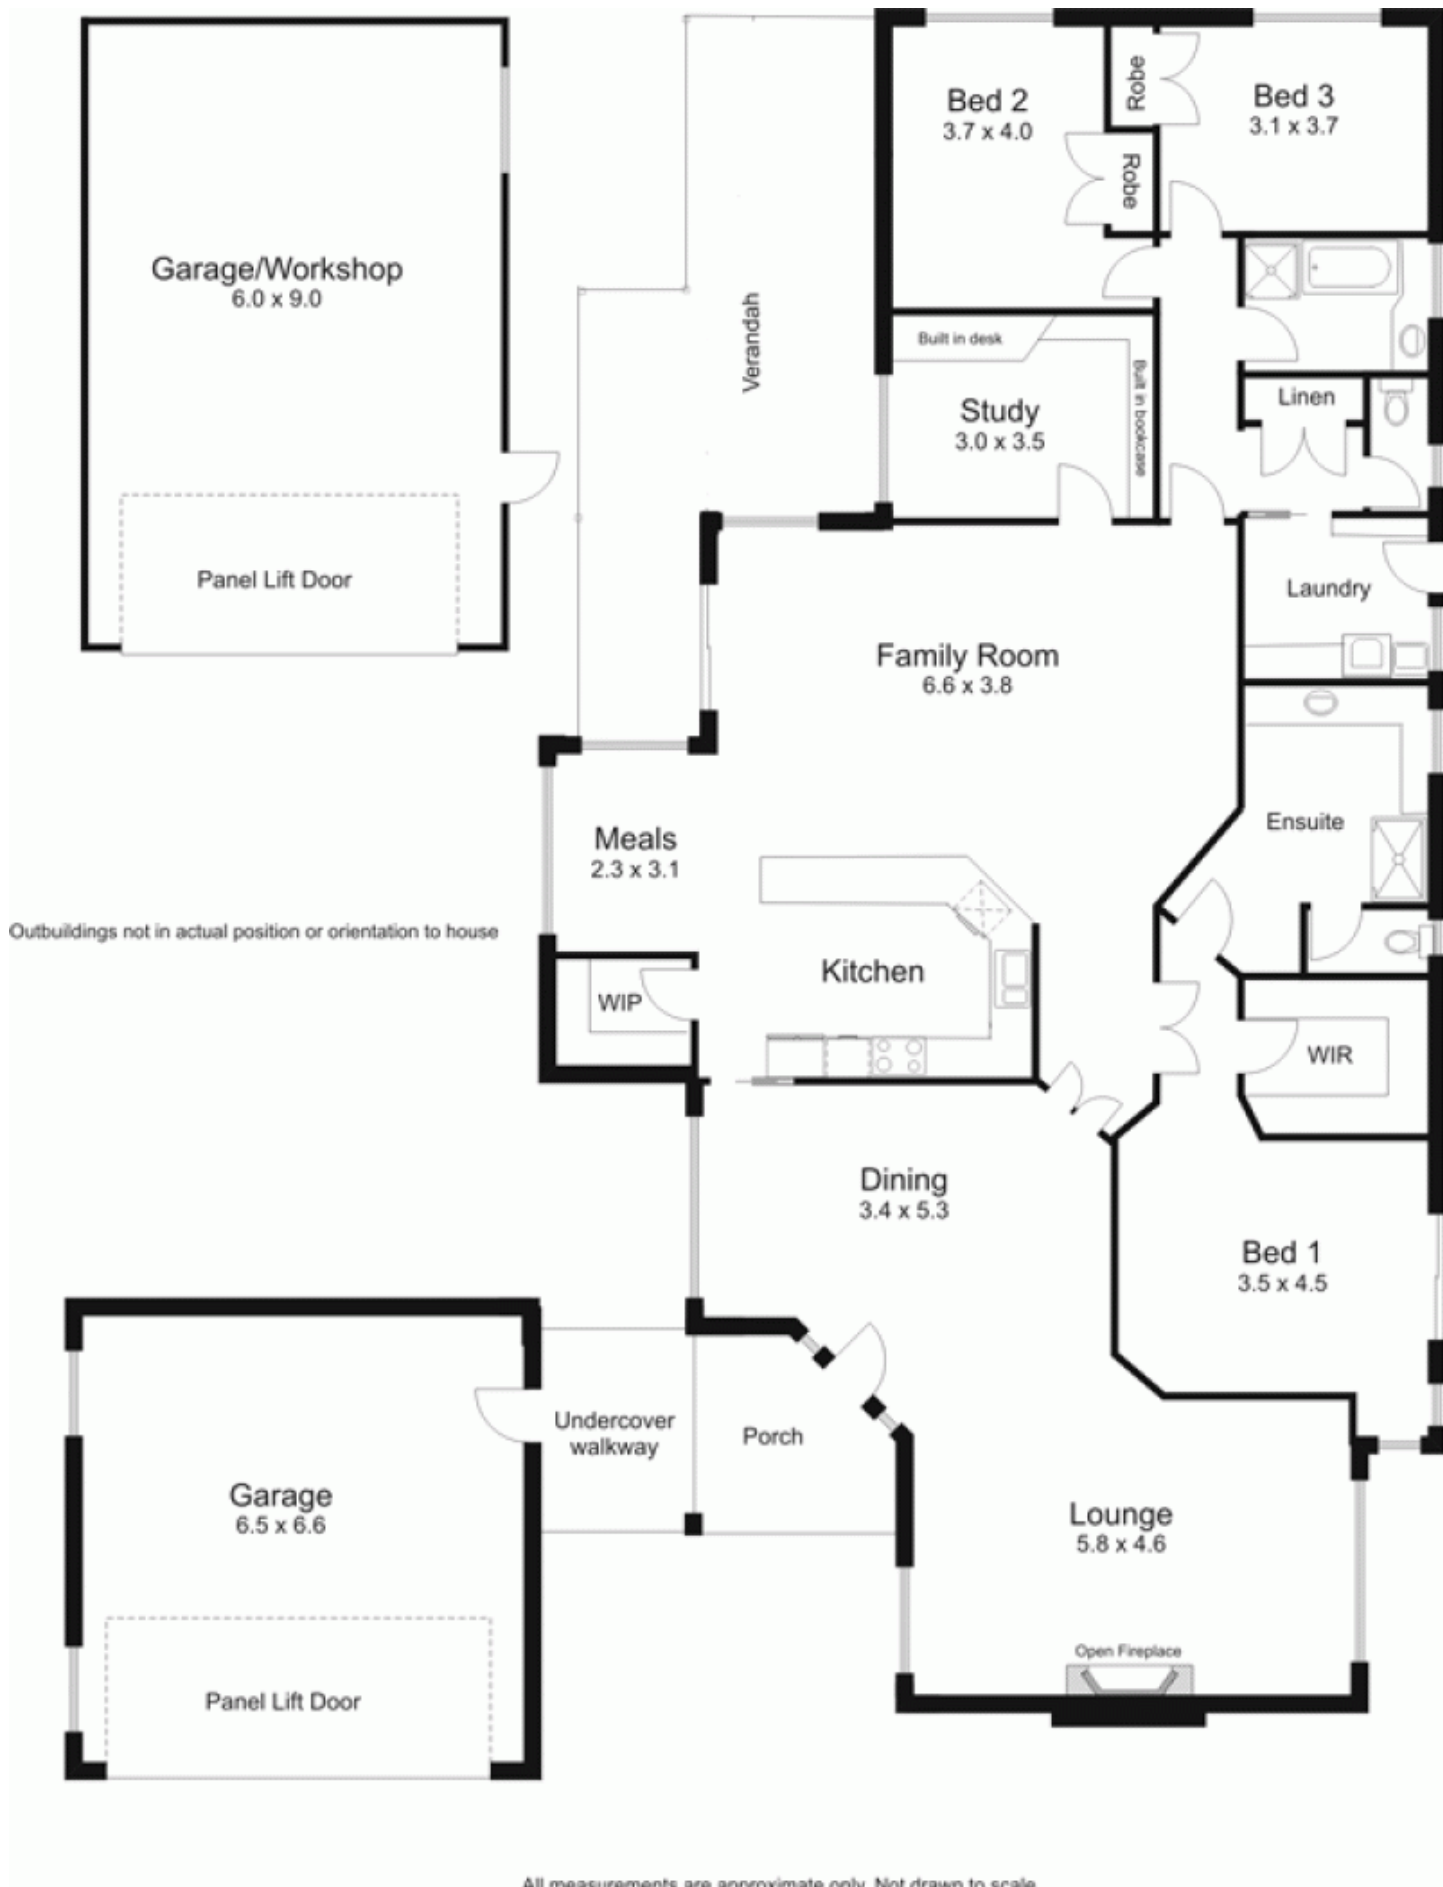 Bed 2
3.7 x 4.0
Robe
Robe
Bed 3
3.1 x 3.7
Garage/Workshop
6.0 x 9.0
Panel Lift Door
Verandah
Built in desk
Built in bookcase
Study
3.0 x 3.5
Linen
Laundry
Family Room
6.6 x 3.8
Ensuite
Meals
2.3 x 3.1
Outbuildings not in actual position or orientation to house
Kitchen
WIP
WIR
Dining
3.4 x 5.3
Bed 1
3.5 x 4.5
Undercover
walkway
Porch
Garage
6.5 x 6.6
Panel Lift Door
Lounge
5.8 x 4.6
Open Fireplace
All measurements are approximate only. Not drawn to scale